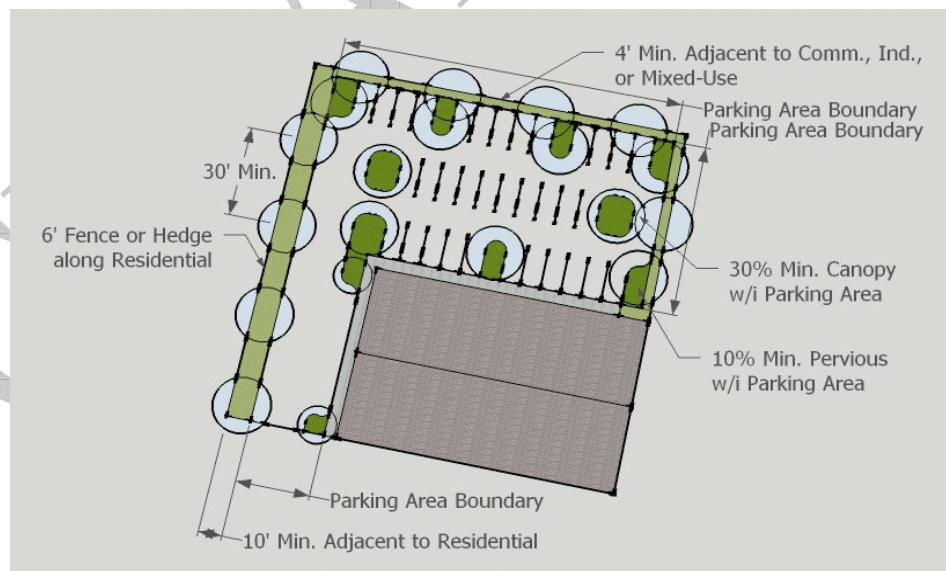 4' Min. Adjacent to Comm., Ind.,
or Mixed-Use
Parking Area Boundary
Parking Area Boundary
30' Min.
6' Fence or Hedge
along Residential
30% Min. Canopy
w/i Parking Area
10% Min. Pervious
w/i Parking Area
Parking Area Boundary
10' Min. Adjacent to Residential